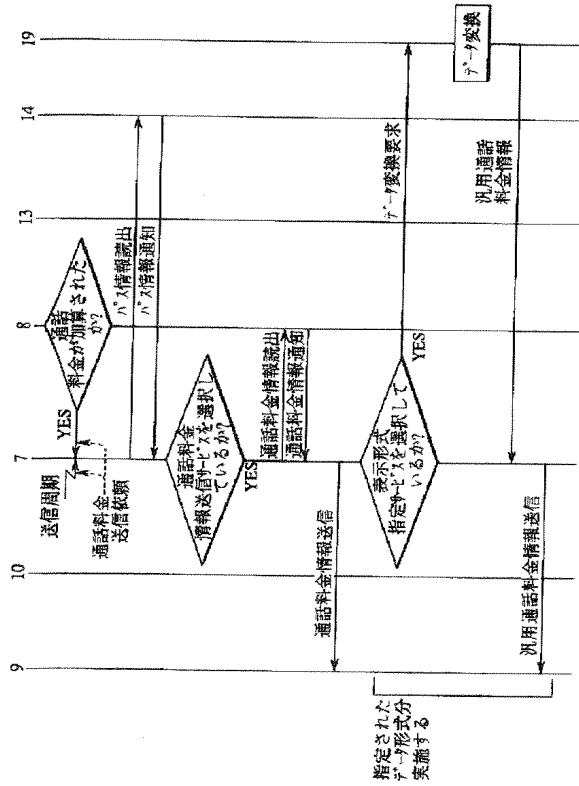 9
10
7
8
13
14
19
送信周期
通話料金
送信依頼
YES
通話
料金が加算された
か?
パス情報読出
パス情報通知
通話料金
情報送信サービスを選択し
ているか?
YES
通話料金情報読出
通話料金情報通知
通話料金情報送信
表示形式
指定サービスを選択して
いるか?
YES
データ変換要求
データ変換
汎用通話
料金情報
汎用通話料金情報送信
指定された
データ形式分
実施する